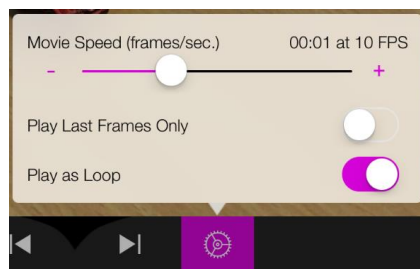 Movie Speed (frames/sec.) 00:01 at 10 FPS
- +
Play Last Frames Only
Play as Loop